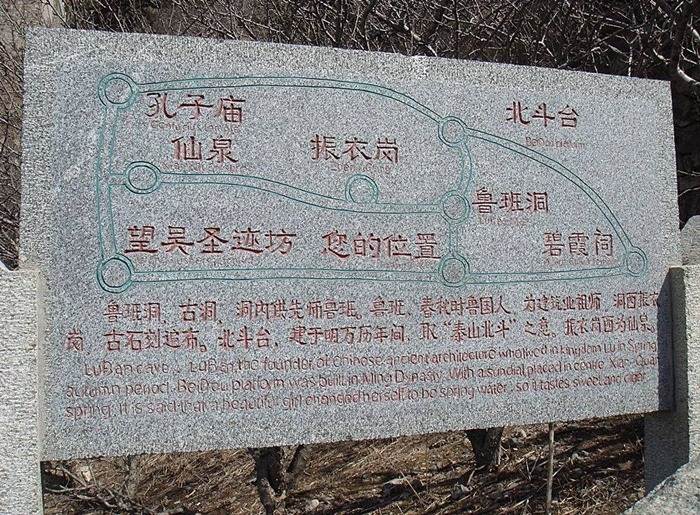 孔子庙
北斗台
BeiDou platform
仙泉
振衣岗
鲁班洞
望吴圣迹坊 您的位置
碧霞祠
鲁班洞，古洞，洞内供先师鲁班。鲁班，春秋时鲁国人，为建筑业祖师，洞西振衣
岗，古石刻遍布。北斗台，建于明万历年间，取“泰山北斗”之意。振衣岗西为仙泉。
LuBan cave, LuBan the founder of Chinese ancient architecture who lived in kingdom Lu in Spring
autumn period. BeiDou platform was built in Ming Dynasty. With a sundial placed in centre. Xian Quan
spring. It is said that a beautiful girl changed herself to be spring water, so it tastes sweet and